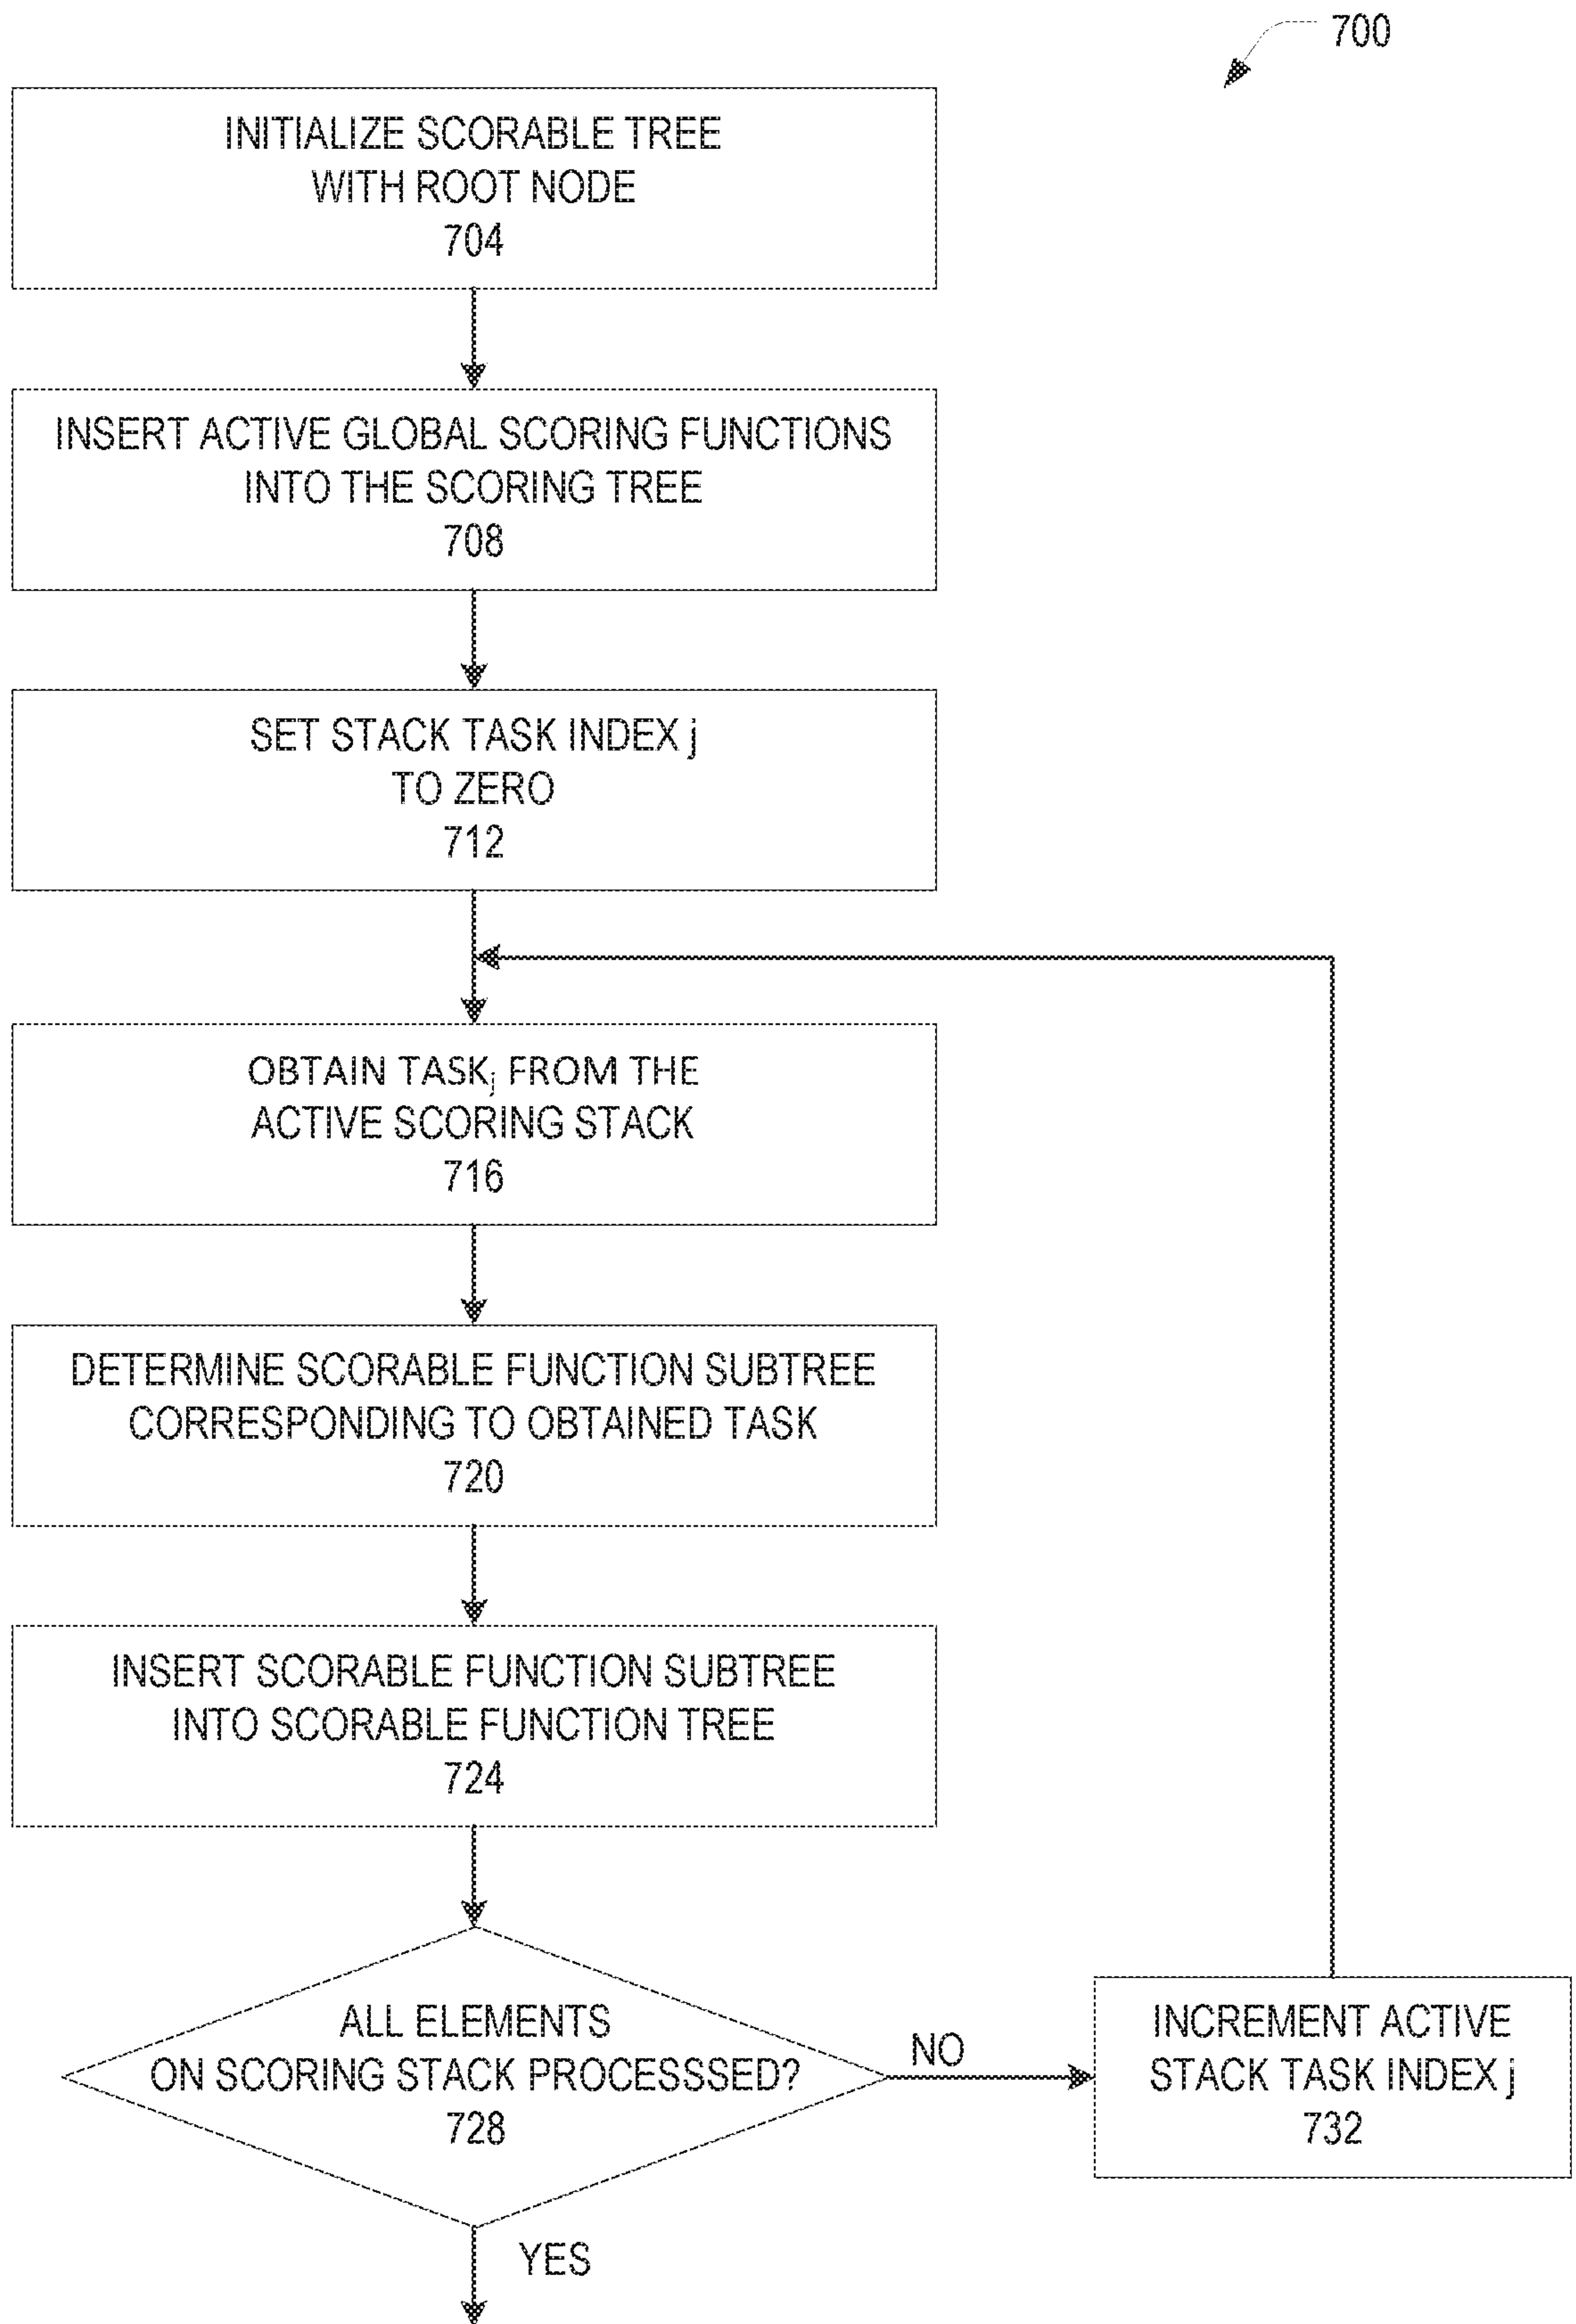 700
INITIALIZE SCORABLE TREE
WITH ROOT NODE
704
INSERT ACTIVE GLOBAL SCORING FUNCTIONS
INTO THE SCORING TREE
708
SET STACK TASK INDEX j
TO ZERO
712
OBTAIN TASKj FROM THE
ACTIVE SCORING STACK
716
DETERMINE SCORABLE FUNCTION SUBTREE
CORRESPONDING TO OBTAINED TASK
720
INSERT SCORABLE FUNCTION SUBTREE
INTO SCORABLE FUNCTION TREE
724
ALL ELEMENTS
ON SCORING STACK PROCESSSED?
728
NO
INCREMENT ACTIVE
STACK TASK INDEX j
732
YES